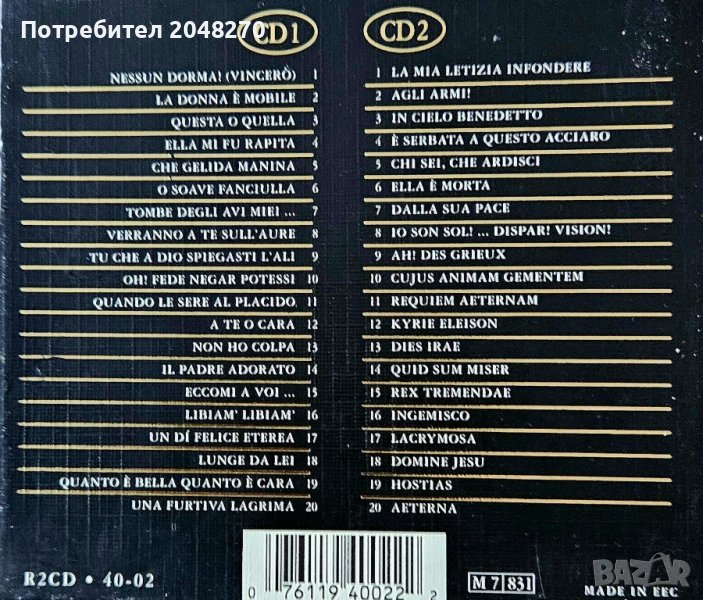 Потребител 2048270
CD1
NESSUN DORMA! (VINCERÒ) 1
LA DONNA È MOBILE 2
QUESTA O QUELLA 3
ELLA MI FU RAPITA 4
CHE GELIDA MANINA 5
O SOAVE FANCIULLA 6
TOMBE DEGLI AVI MIEI ... 7
VERRANNO A TE SULL'AURE 8
TU CHE A DIO SPIEGASTI L'ALI 9
OH! FEDE NEGAR POTESSI 10
QUANDO LE SERE AL PLACIDO 11
A TE O CARA 12
NON HO COLPA 13
IL PADRE ADORATO 14
ECCOMI A VOI ... 15
LIBIAM' LIBIAM' 16
UN DÍ FELICE ETEREA 17
LUNGE DA LEI 18
QUANTO È BELLA QUANTO È CARA 19
UNA FURTIVA LAGRIMA 20
CD2
1 LA MIA LETIZIA INFONDERE
2 AGLI ARMI!
3 IN CIELO BENEDETTO
4 È SERBATA A QUESTO ACCIARO
5 CHI SEI, CHE ARDISCI
6 ELLA È MORTA
7 DALLA SUA PACE
8 IO SON SOL! ... DISPAR! VISION!
9 AH! DES GRIEUX
10 CUJUS ANIMAM GEMENTEM
11 REQUIEM AETERNAM
12 KYRIE ELEISON
13 DIES IRAE
14 QUID SUM MISER
15 REX TREMENDAE
16 INGEMISCO
17 LACRYMOSA
18 DOMINE JESU
19 HOSTIAS
20 AETERNA
R2CD • 40-02
0 76119 40022 2
M 7 831
BAZAR
MADE IN EEC